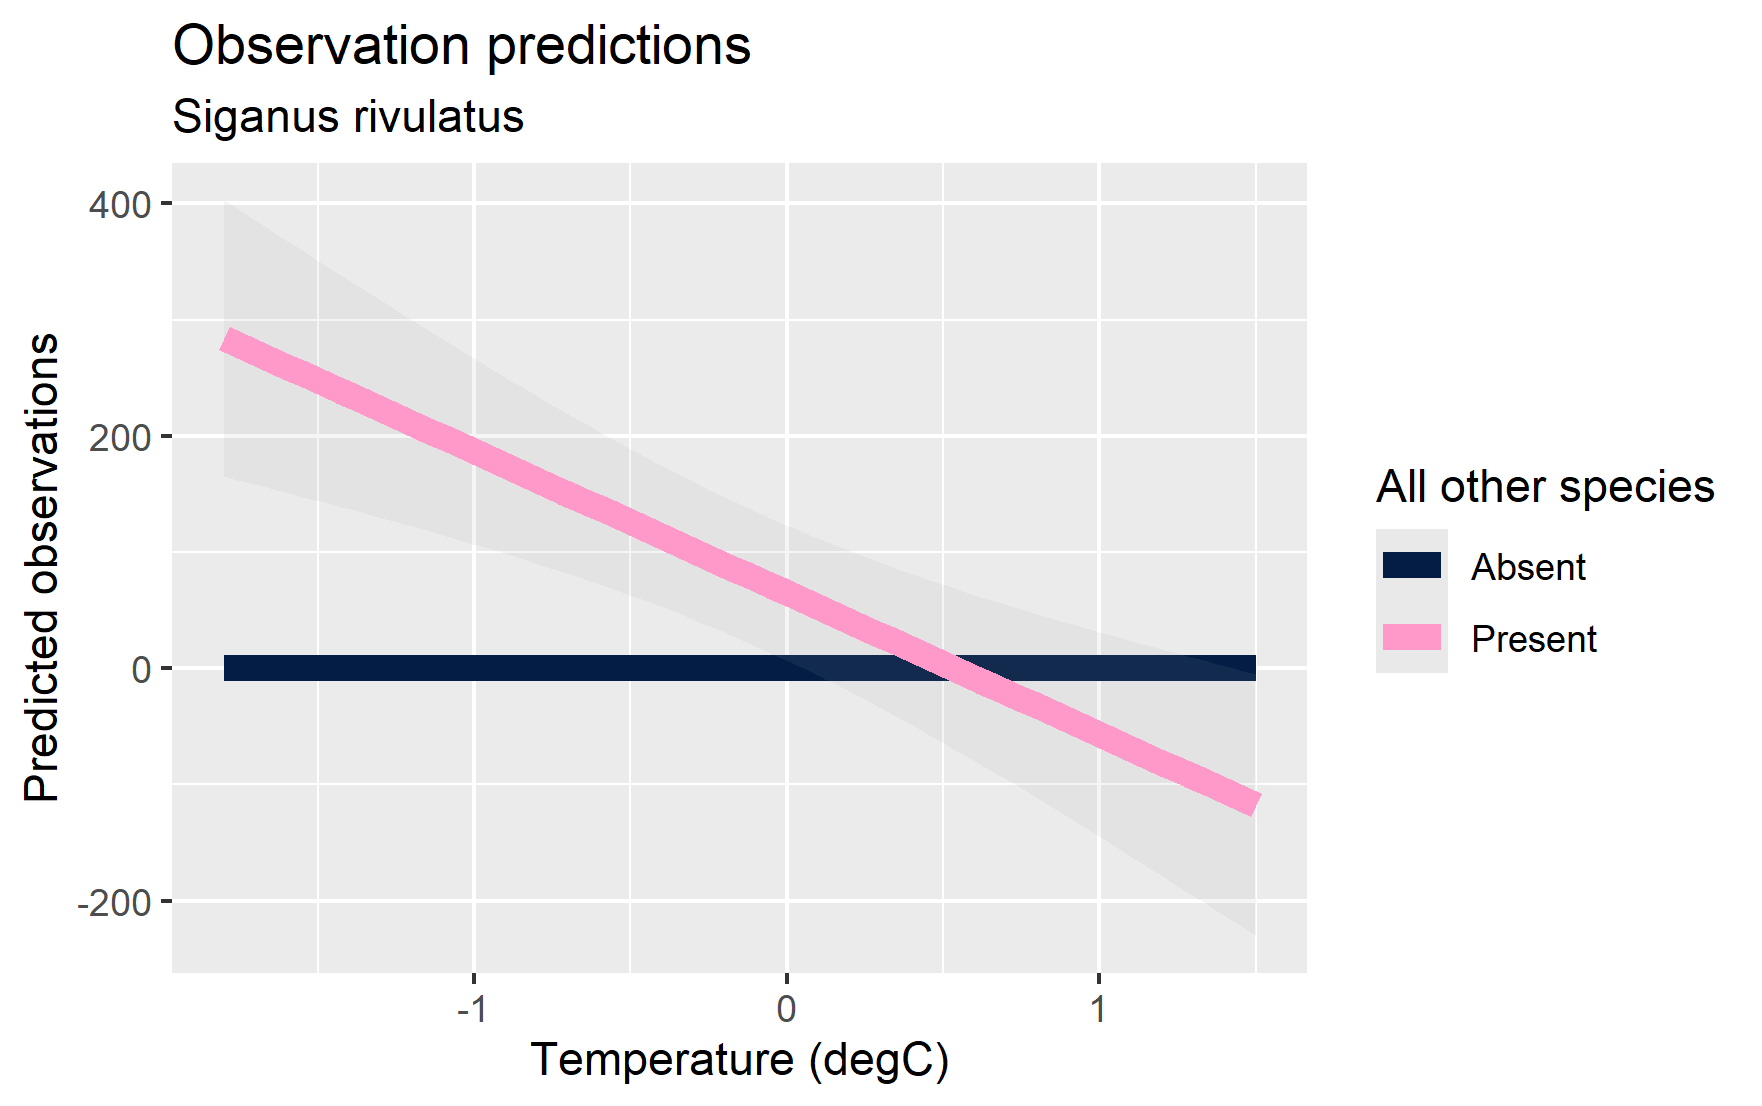 Observation predictions
Siganus rivulatus
400
200
0
-200
Predicted observations
-1
0
1
Temperature (degC)
All other species
Absent
Present